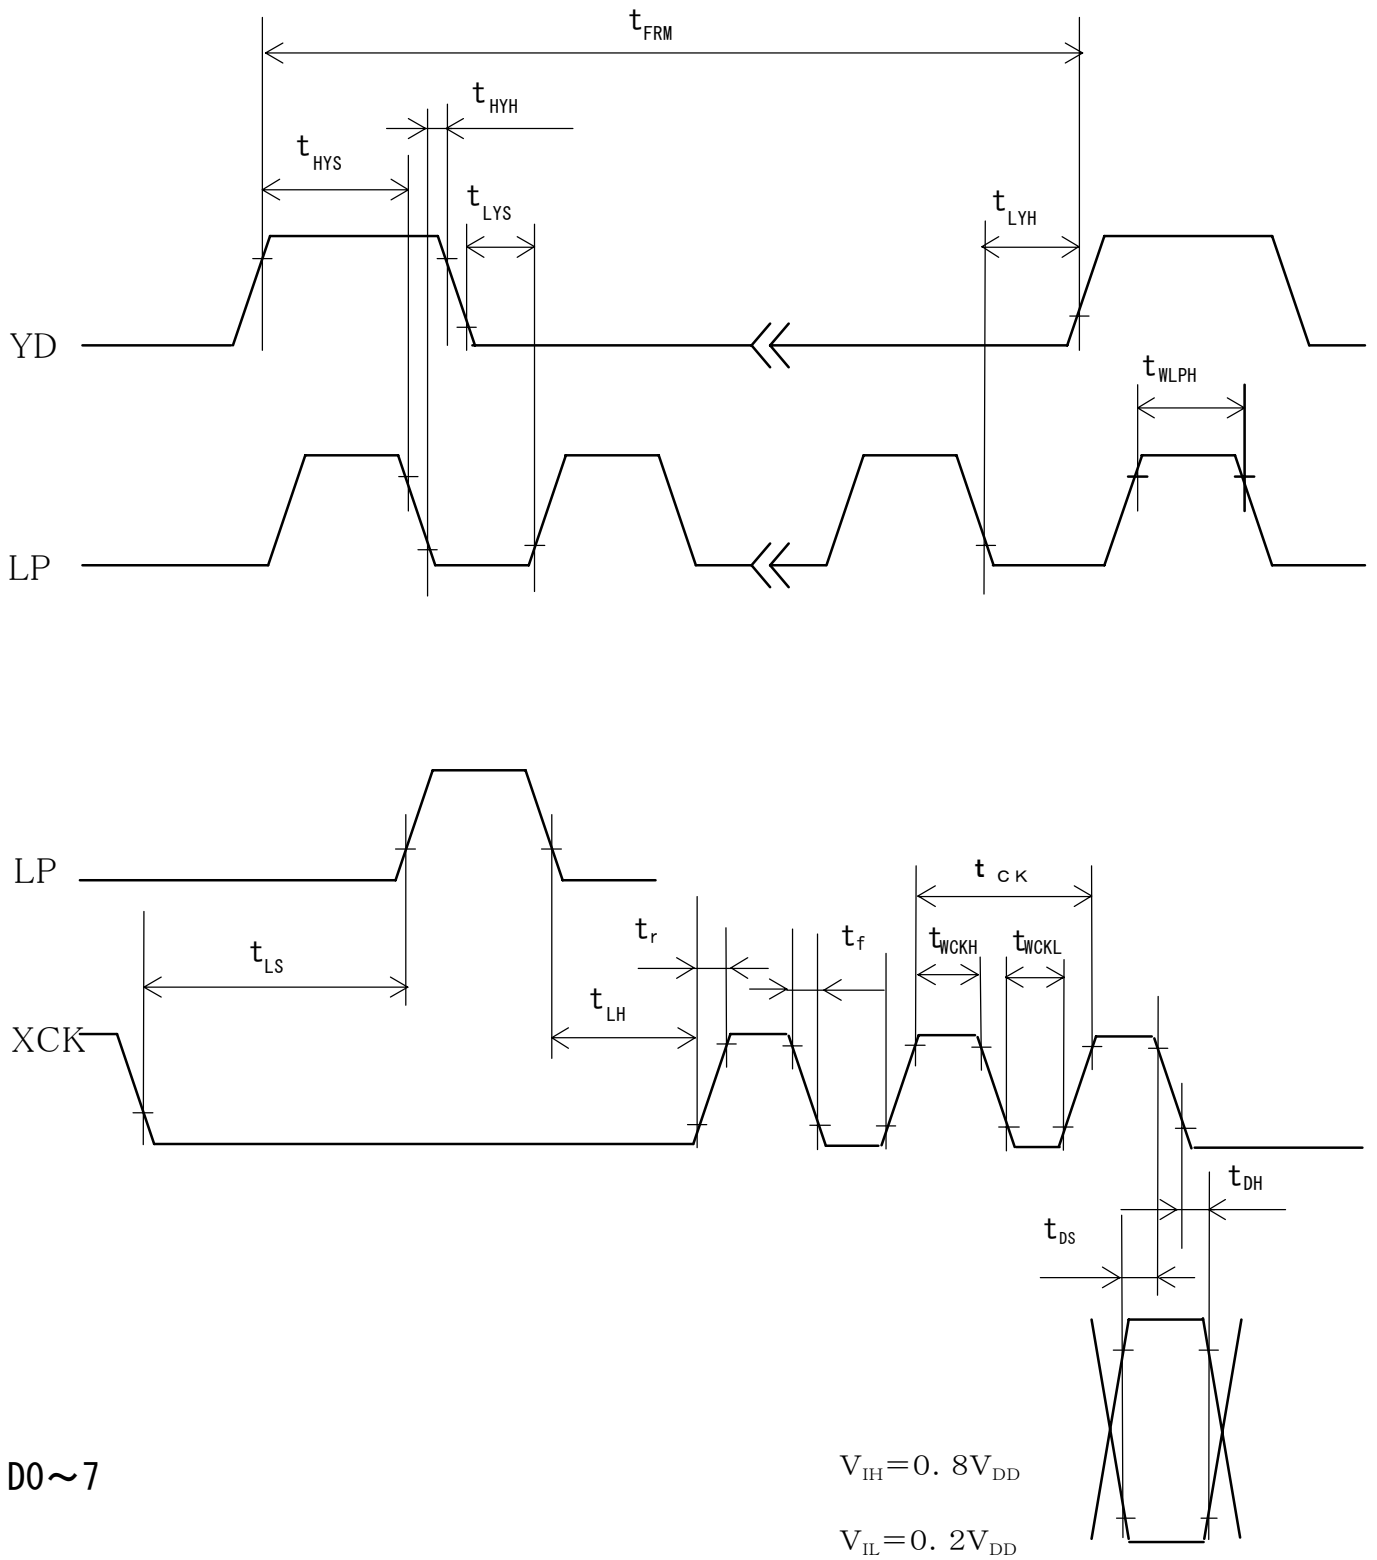 tFRM
tHYH
tHYS
tLYS
tLYH
YD
tWLPH
LP
LP
tCK
tr
tf
tWCKH
tWCKL
tLS
tLH
XCK
tDH
tDS
D0～7
VIH＝0. 8VDD
VIL＝0. 2VDD